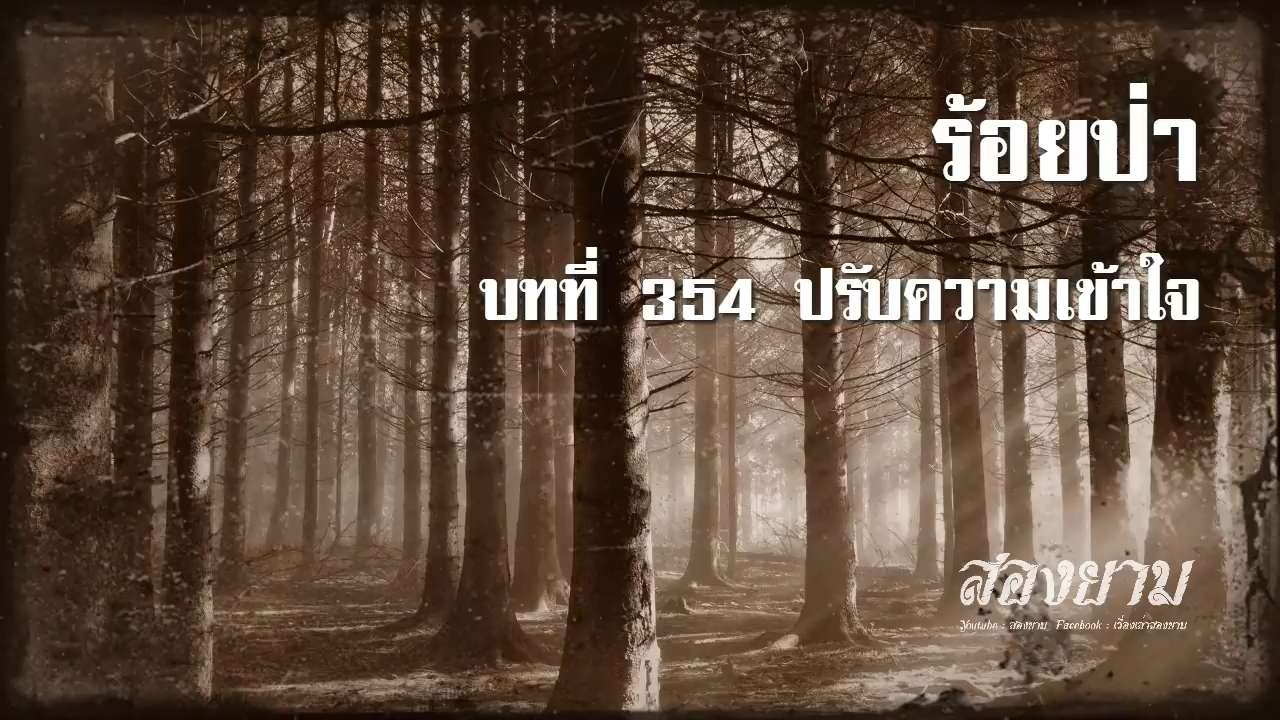 ร้อยป่า
บทที่ 354 ปรับความเข้าใจ
สองยาม
Youtube : สองยาม Facebook : เรื่องเล่าสองยาม